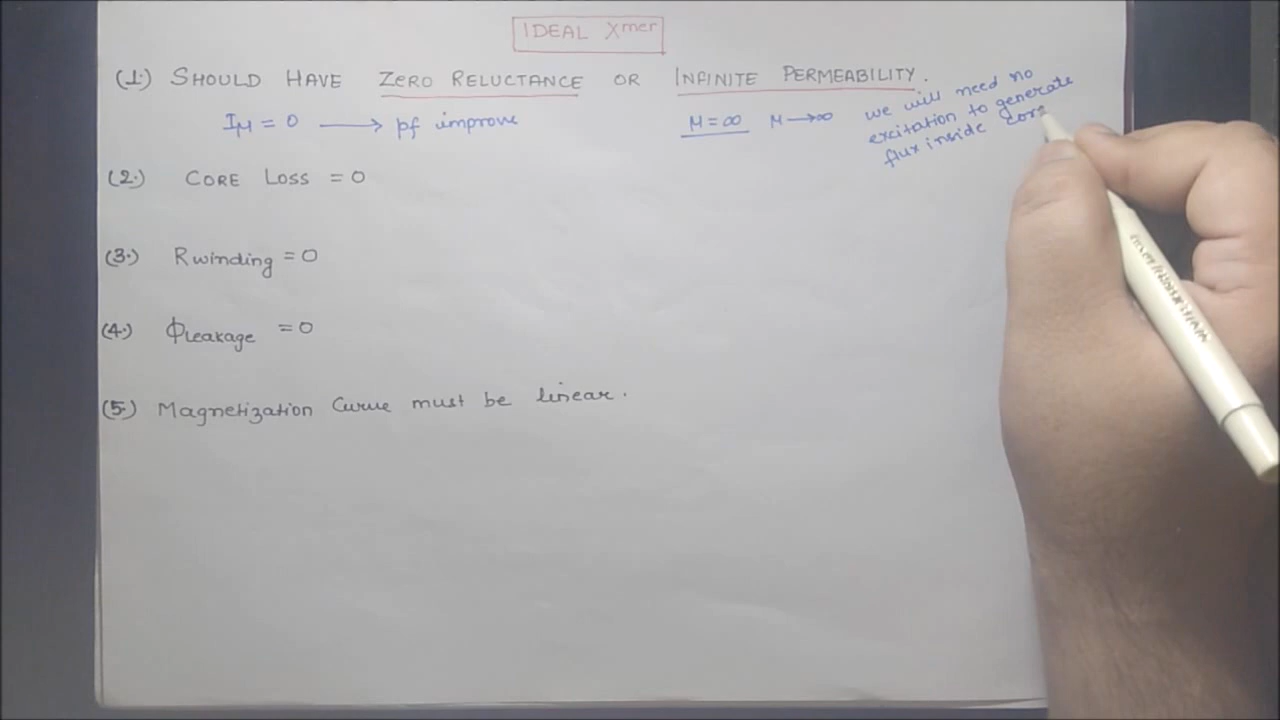 IDEAL Xmer
(1.) SHOULD HAVE ZERO RELUCTANCE OR INFINITE PERMEABILITY.
IM = 0 ⟶ pf improve
μ = ∞ μ → ∞
we will need no
excitation to generate
flux inside core
(2.) CORE LOSS = 0
(3.) Rwinding = 0
(4.) ΦLeakage = 0
(5.) Magnetization Curve must be linear.